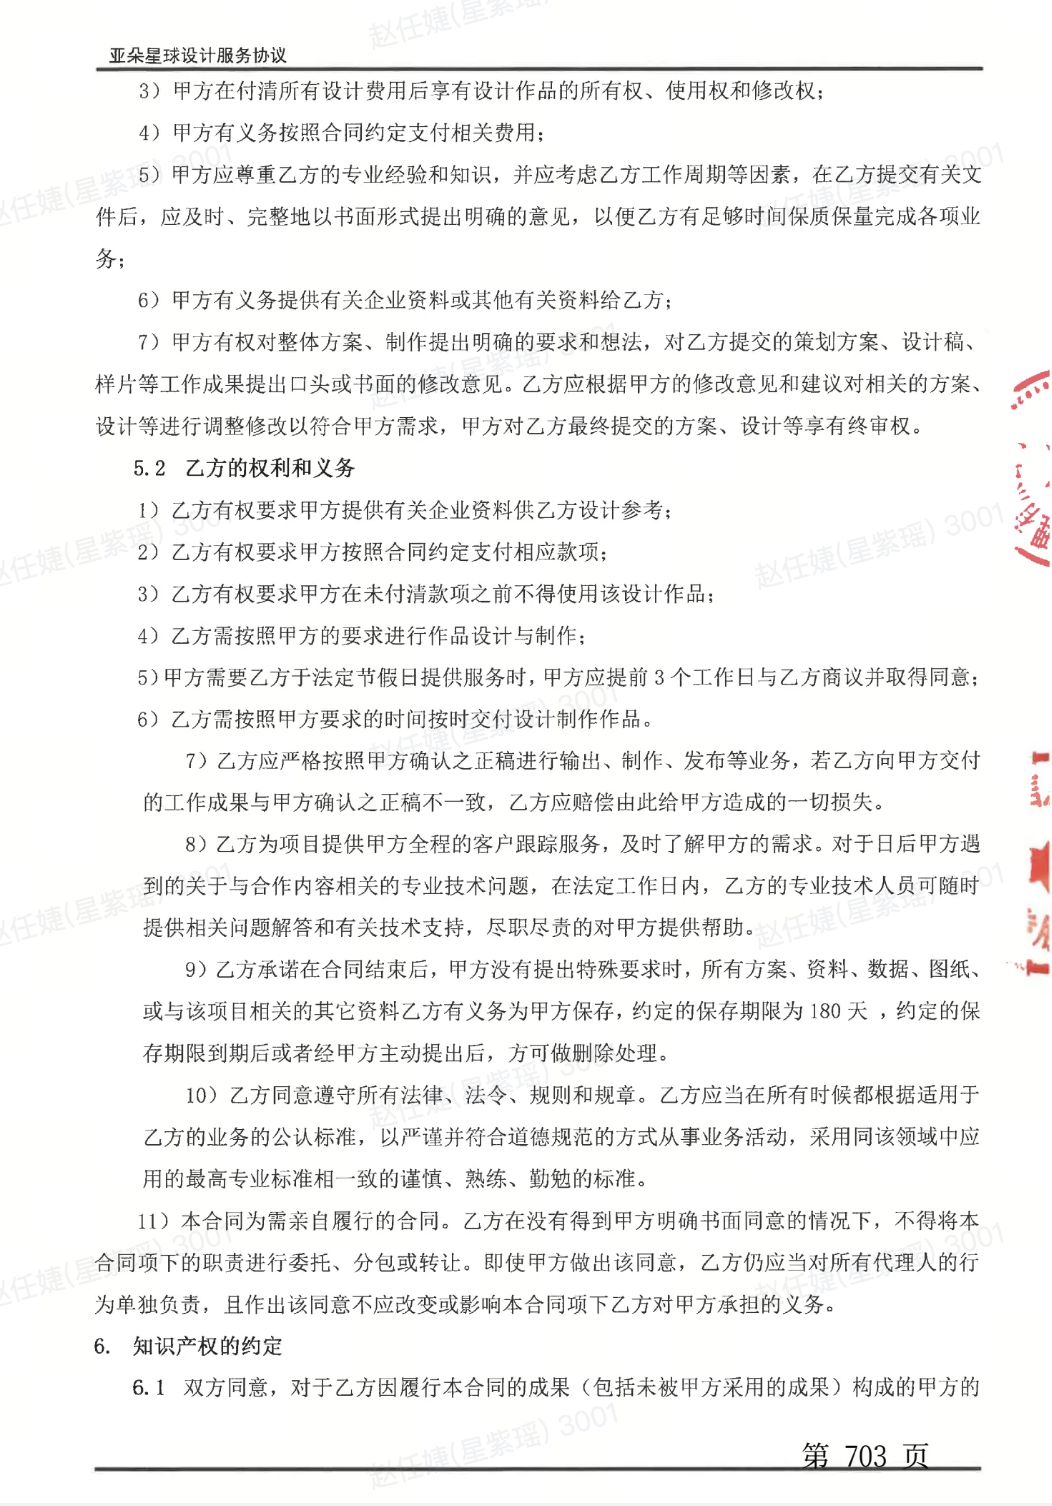 亚朵星球设计服务协议
3）甲方在付清所有设计费用后享有设计作品的所有权、使用权和修改权；
4）甲方有义务按照合同约定支付相关费用；
5）甲方应尊重乙方的专业经验和知识，并应考虑乙方工作周期等因素，在乙方提交有关文
件后，应及时、完整地以书面形式提出明确的意见，以便乙方有足够时间保质保量完成各项业
务；
6）甲方有义务提供有关企业资料或其他有关资料给乙方；
7）甲方有权对整体方案、制作提出明确的要求和想法，对乙方提交的策划方案、设计稿、
样片等工作成果提出口头或书面的修改意见。乙方应根据甲方的修改意见和建议对相关的方案、
设计等进行调整修改以符合甲方需求，甲方对乙方最终提交的方案、设计等享有终审权。
5.2 乙方的权利和义务
1）乙方有权要求甲方提供有关企业资料供乙方设计参考；
2）乙方有权要求甲方按照合同约定支付相应款项；
3）乙方有权要求甲方在未付清款项之前不得使用该设计作品；
4）乙方需按照甲方的要求进行作品设计与制作；
5）甲方需要乙方于法定节假日提供服务时，甲方应提前 3 个工作日与乙方商议并取得同意；
6）乙方需按照甲方要求的时间按时交付设计制作作品。
7）乙方应严格按照甲方确认之正稿进行输出、制作、发布等业务，若乙方向甲方交付
的工作成果与甲方确认之正稿不一致，乙方应赔偿由此给甲方造成的一切损失。
8）乙方为项目提供甲方全程的客户跟踪服务，及时了解甲方的需求。对于日后甲方遇
到的关于与合作内容相关的专业技术问题，在法定工作日内，乙方的专业技术人员可随时
提供相关问题解答和有关技术支持，尽职尽责的对甲方提供帮助。
9）乙方承诺在合同结束后，甲方没有提出特殊要求时，所有方案、资料、数据、图纸、
或与该项目相关的其它资料乙方有义务为甲方保存，约定的保存期限为 180 天 ，约定的保
存期限到期后或者经甲方主动提出后，方可做删除处理。
10）乙方同意遵守所有法律、法令、规则和规章。乙方应当在所有时候都根据适用于
乙方的业务的公认标准，以严谨并符合道德规范的方式从事业务活动，采用同该领域中应
用的最高专业标准相一致的谨慎、熟练、勤勉的标准。
11）本合同为需亲自履行的合同。乙方在没有得到甲方明确书面同意的情况下，不得将本
合同项下的职责进行委托、分包或转让。即使甲方做出该同意，乙方仍应当对所有代理人的行
为单独负责，且作出该同意不应改变或影响本合同项下乙方对甲方承担的义务。
6. 知识产权的约定
6.1 双方同意，对于乙方因履行本合同的成果（包括未被甲方采用的成果）构成的甲方的
第 703 页
赵任婕(星紫瑶) 3001